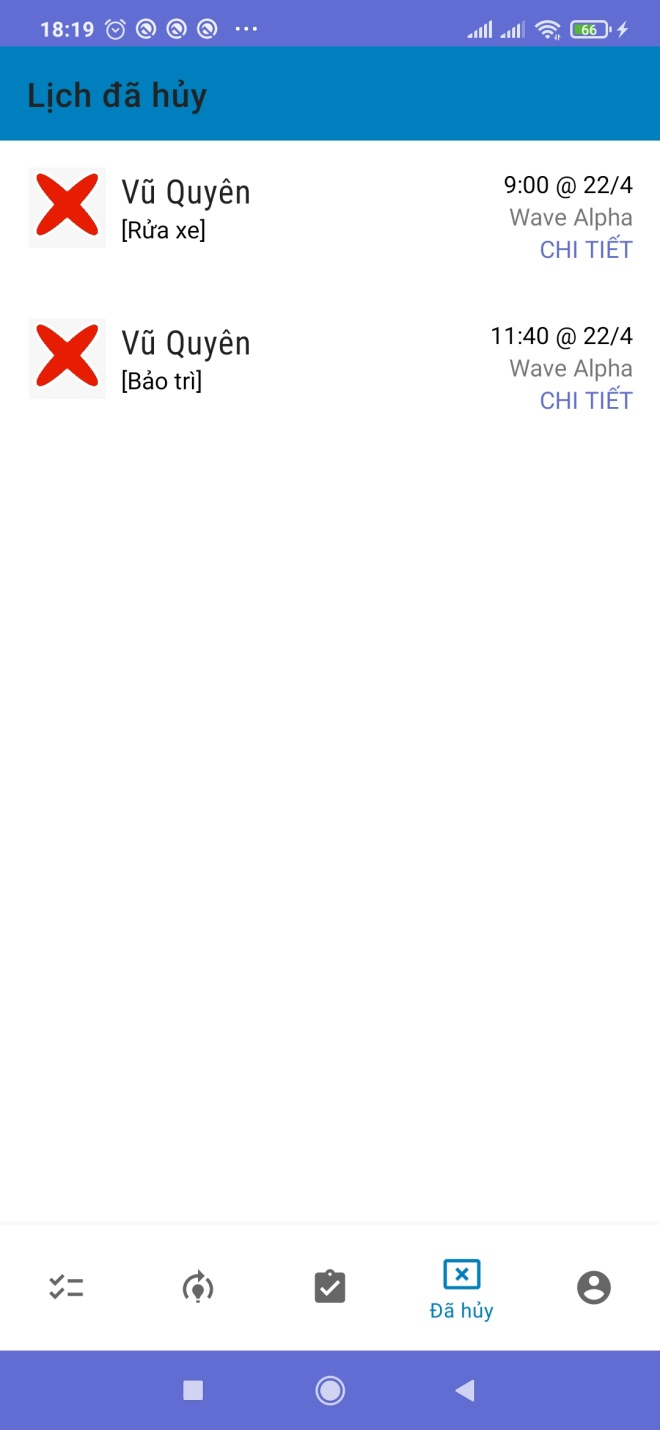 18:19
66
Lịch đã hủy
Vũ Quyên
9:00 @ 22/4
[Rửa xe]
Wave Alpha
CHI TIẾT
Vũ Quyên
11:40 @ 22/4
[Bảo trì]
Wave Alpha
CHI TIẾT
Đã hủy